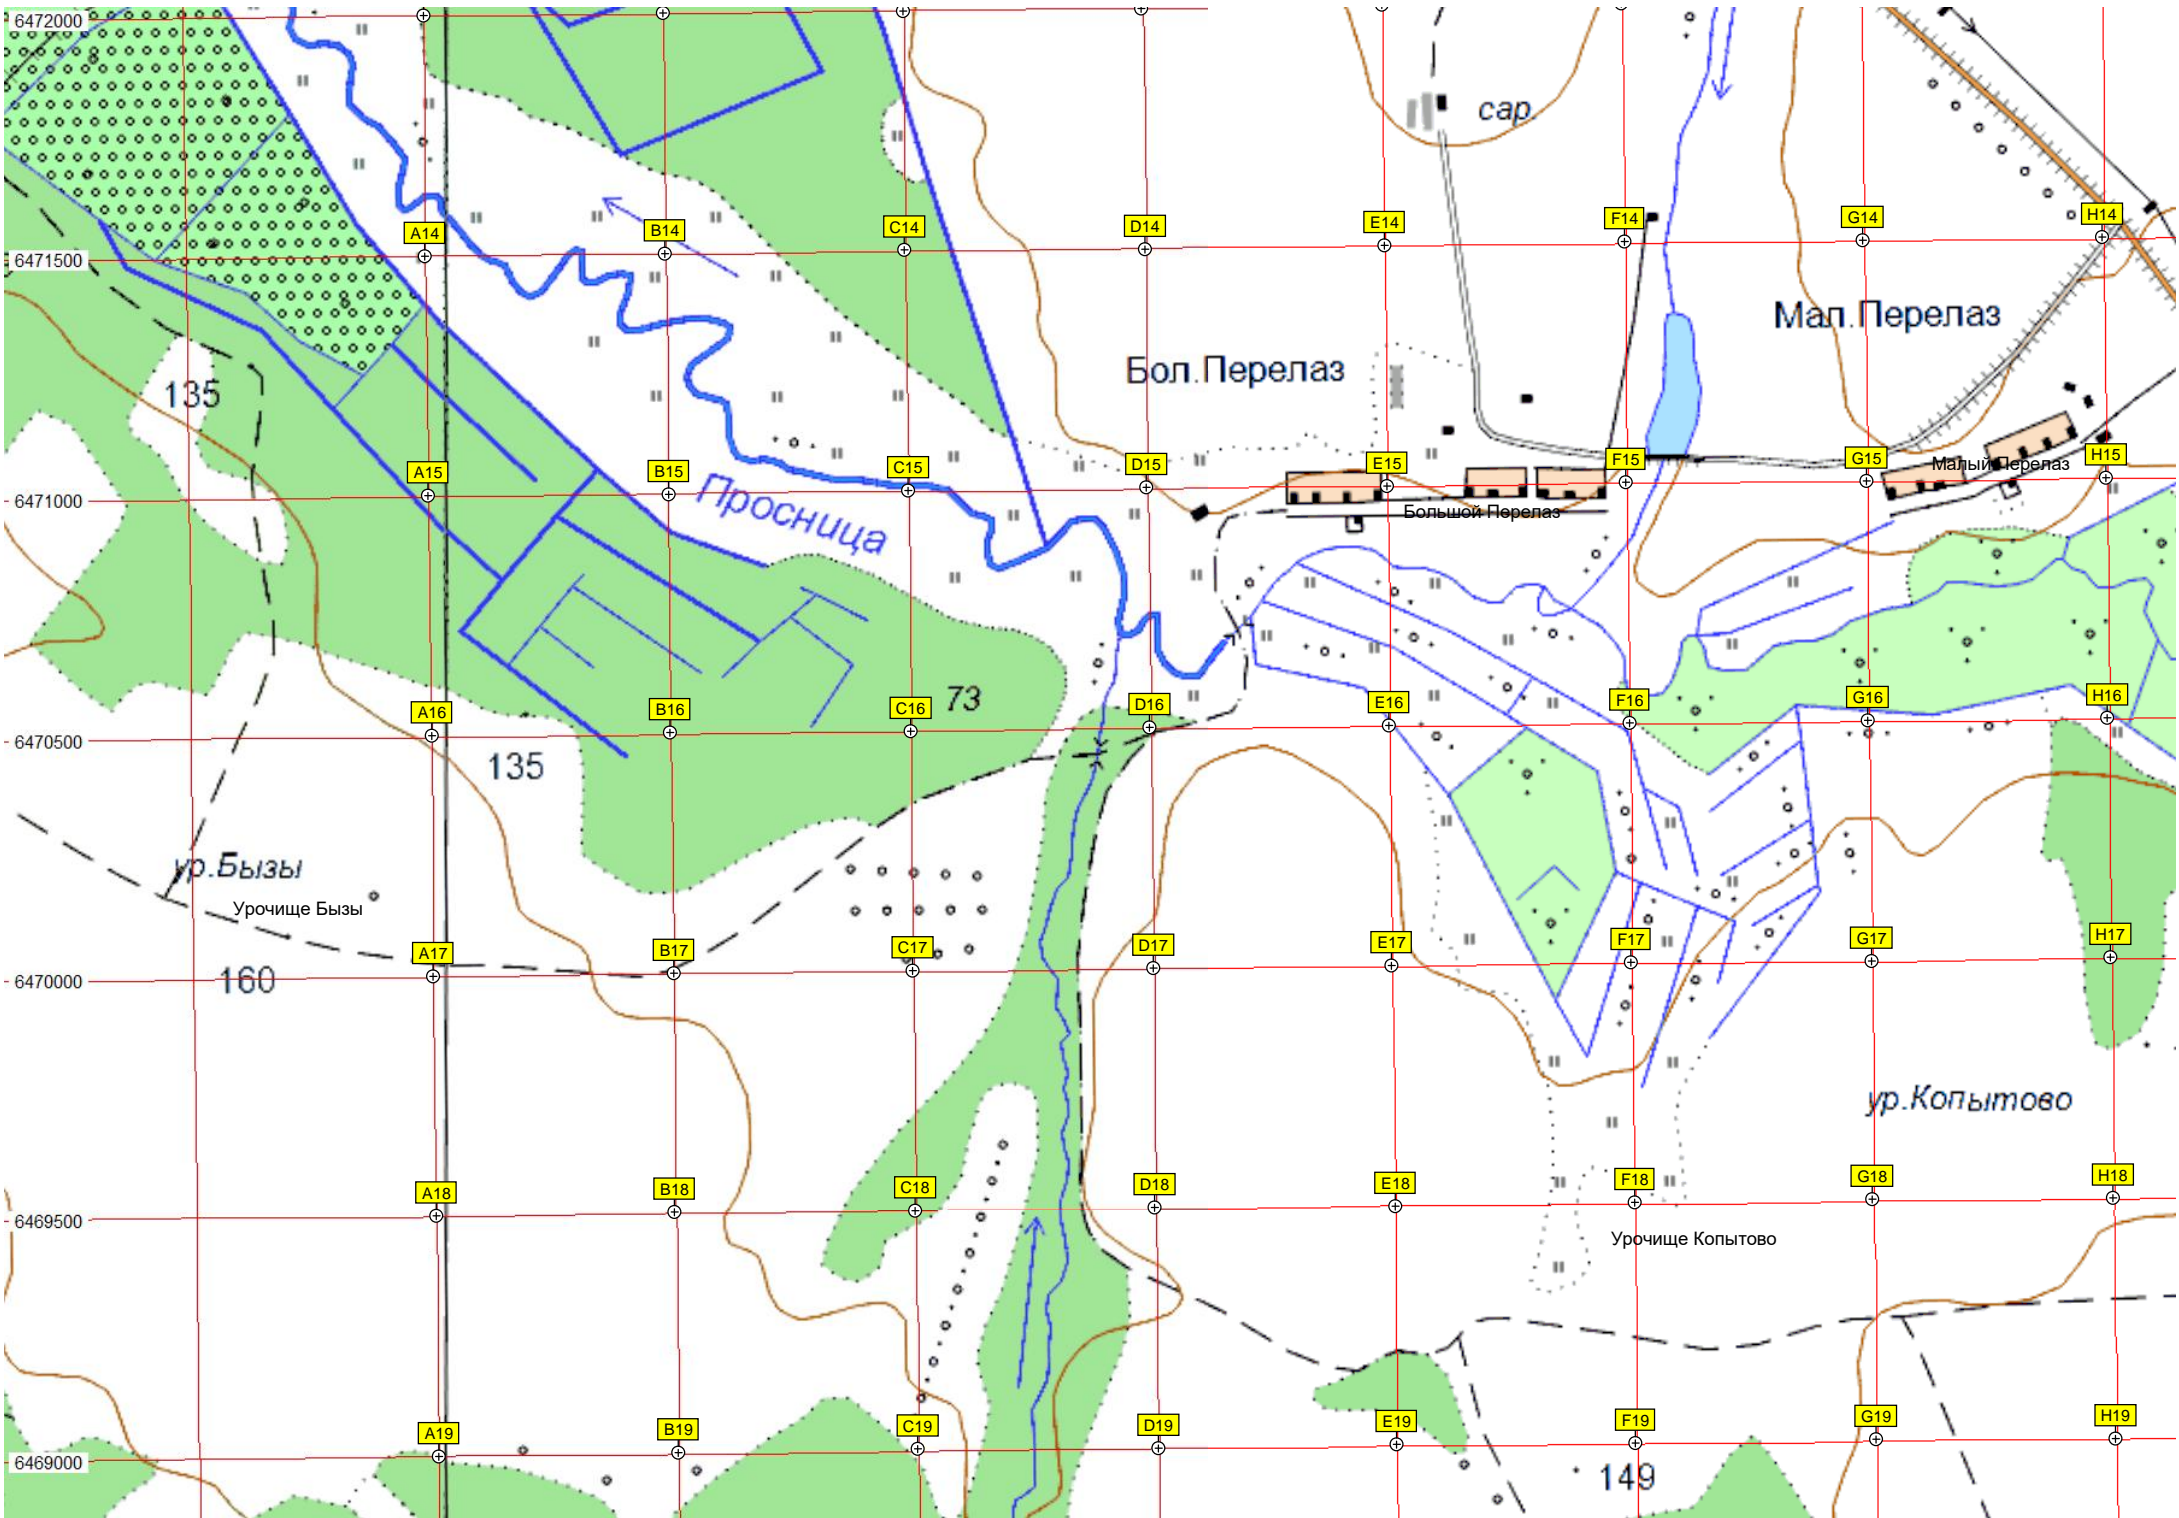 6472000
сар.
A14
B14
C14
D14
E14
F14
G14
H14
6471500
Мал.Перелаз
Бол.Перелаз
135
A15
B15
C15
D15
E15
F15
G15
Малый Перелаз
H15
6471000
Просница
Большой Перелаз
73
A16
B16
C16
D16
E16
F16
G16
H16
6470500
135
ур.Бызы
Урочище Бызы
A17
B17
C17
D17
E17
F17
G17
H17
6470000
160
ур.Копытово
A18
B18
C18
D18
E18
F18
G18
H18
6469500
Урочище Копытово
A19
B19
C19
D19
E19
F19
G19
H19
6469000
149